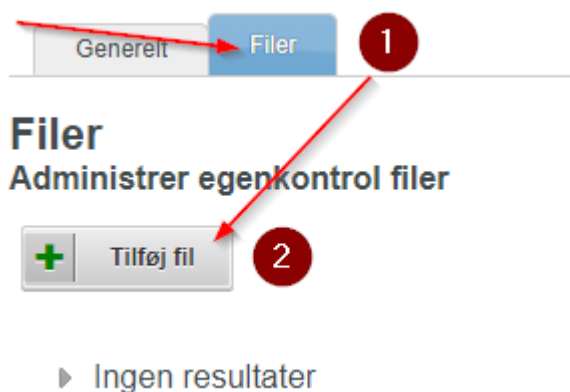 Generelt Filer 1
Filer
Administrer egenkontrol filer
Tilføj fil 2
Ingen resultater